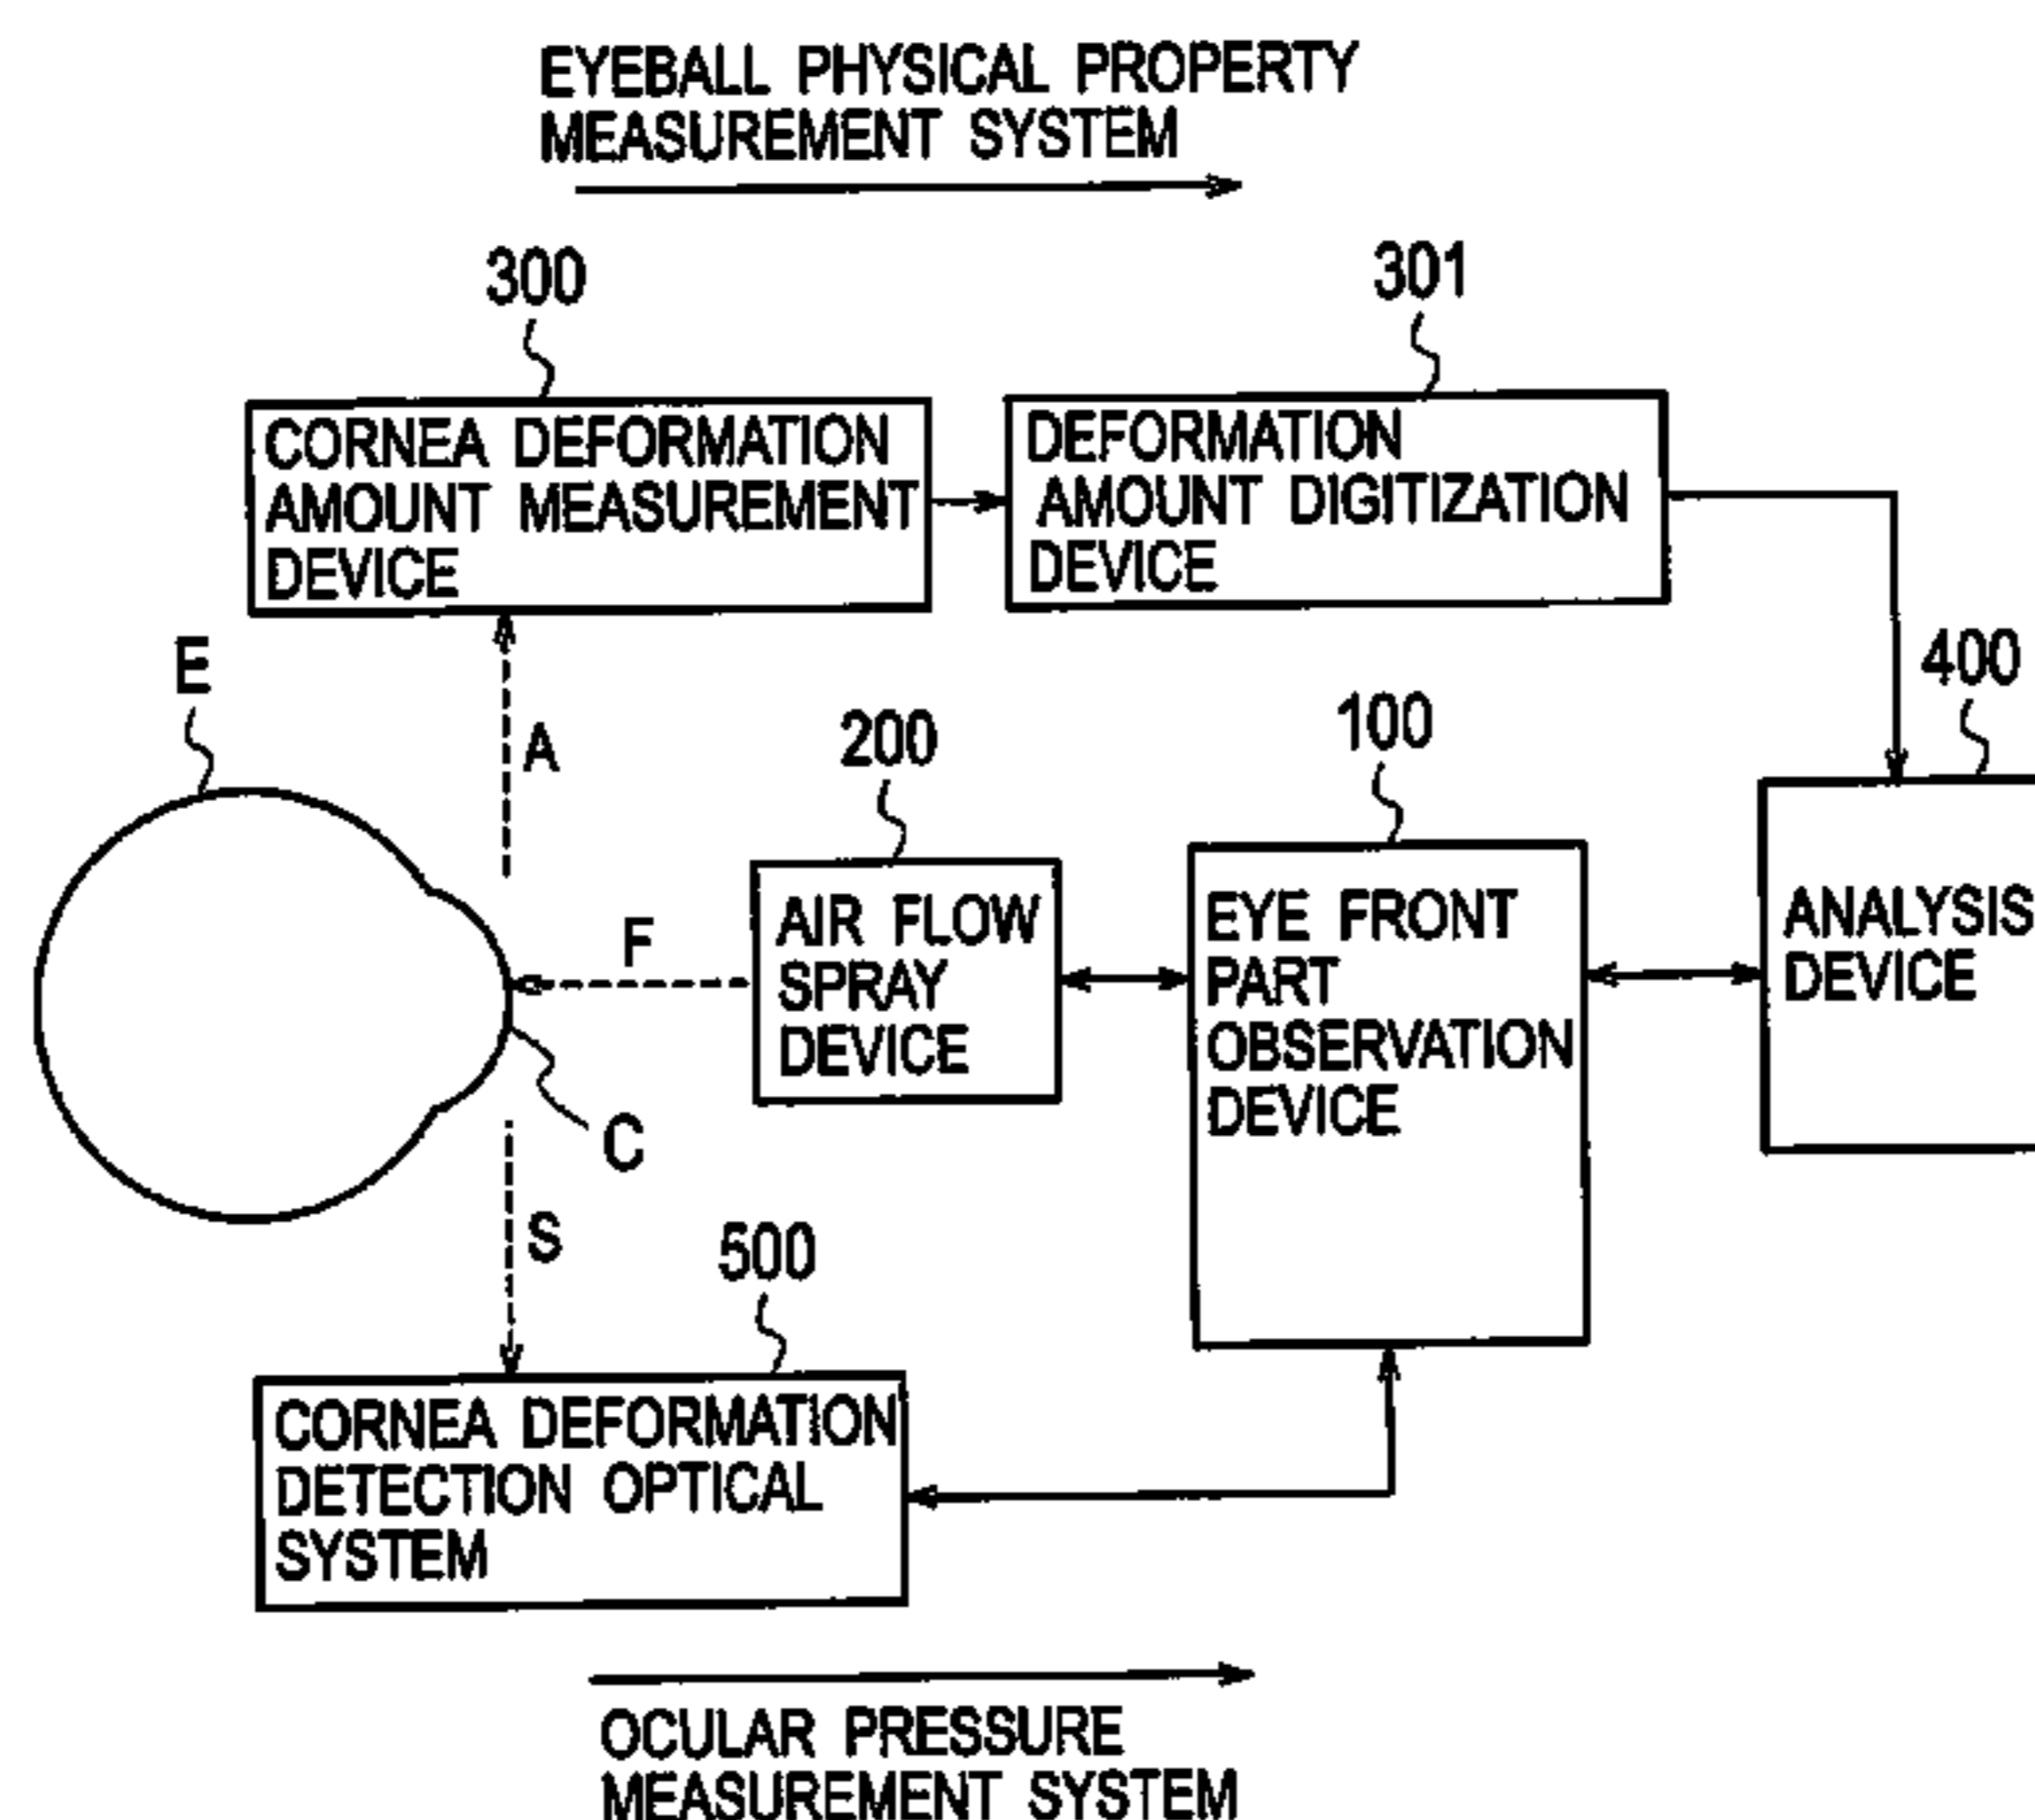 EYEBALL PHYSICAL PROPERTY
MEASUREMENT SYSTEM
300
301
CORNEA DEFORMATION
AMOUNT MEASUREMENT
DEVICE
DEFORMATION
AMOUNT DIGITIZATION
DEVICE
E
A
200
100
400
F
AIR FLOW
SPRAY
DEVICE
EYE FRONT
PART
OBSERVATION
DEVICE
ANALYSIS
DEVICE
C
S
500
CORNEA DEFORMATION
DETECTION OPTICAL
SYSTEM
OCULAR PRESSURE
MEASUREMENT SYSTEM